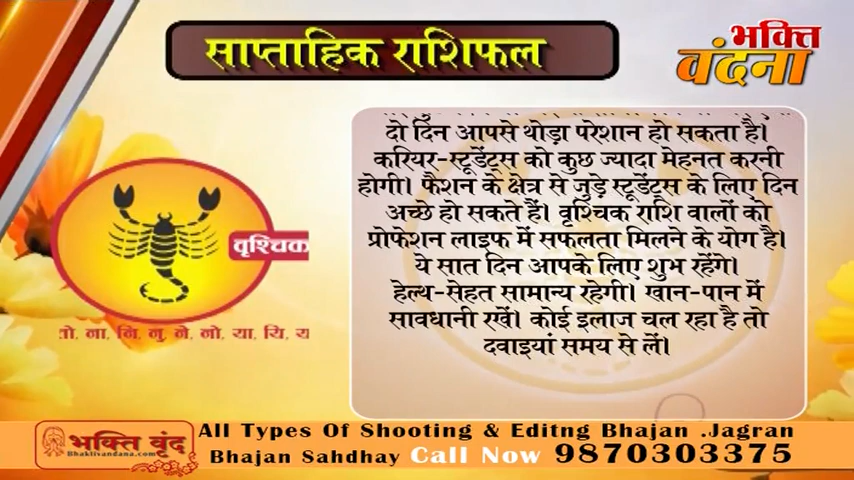 साप्ताहिक राशिफल
भक्ति
वंदना
दो दिन आपसे थोड़ा परेशान हो सकता है।
करियर-स्टूडेंट्स को कुछ ज्यादा मेहनत करनी
होगी। फैशन के क्षेत्र से जुड़े स्टूडेंट्स के लिए दिन
अच्छे हो सकते हैं। वृश्चिक राशि वालों को
प्रोफेशन लाइफ में सफलता मिलने के योग है।
ये सात दिन आपके लिए शुभ रहेंगे।
हेल्थ-सेहत सामान्य रहेगी। खान-पान में
सावधानी रखें। कोई इलाज चल रहा है तो
दवाइयां समय से लें।
वृश्चिक
तो, ना, नि, नु, ने, नो, या, यि, य
भक्ति वृंद
Bhaktivandana.com
All Types Of Shooting & Editng Bhajan .Jagran
Bhajan Sahdhay Call Now 9870303375